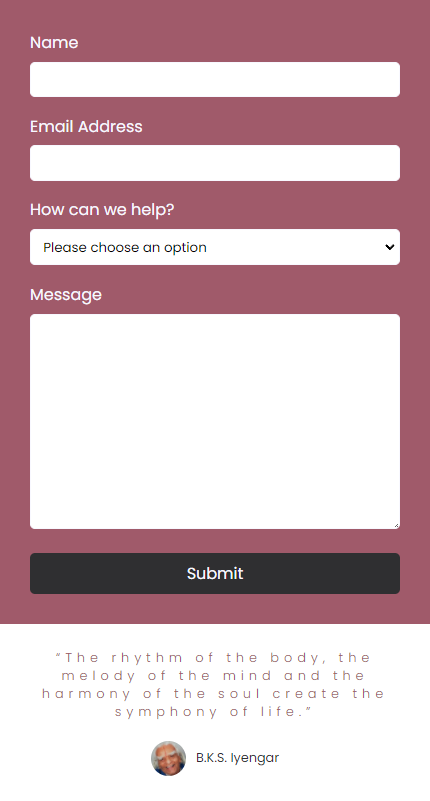 Name
Email Address
How can we help?
Please choose an option
Message
Submit
“The rhythm of the body, the
melody of the mind and the
harmony of the soul create the
symphony of life.”
B.K.S. Iyengar